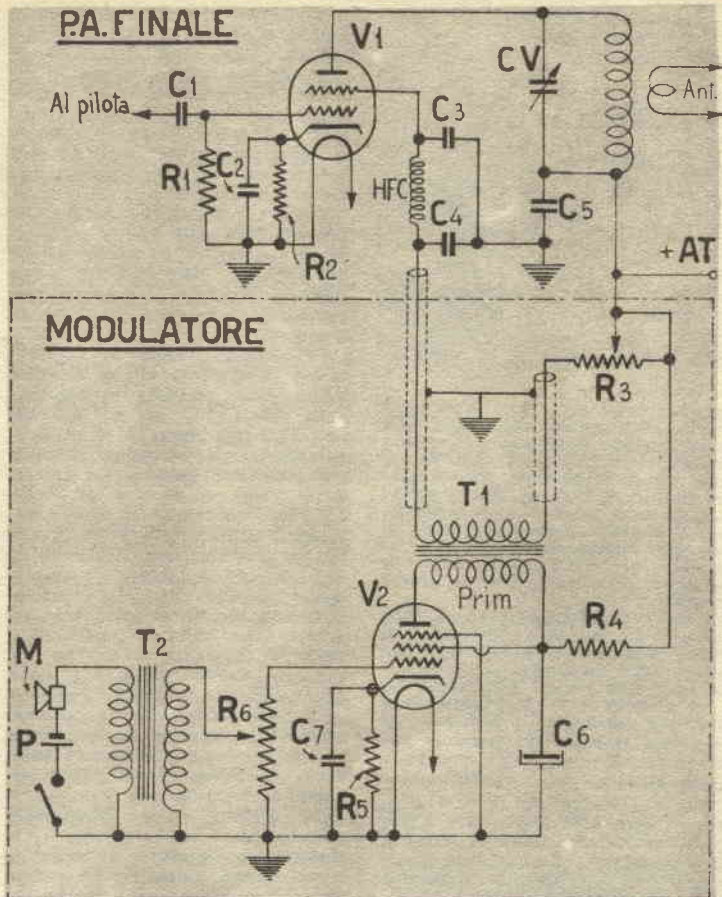 P.A. FINALE
V1
C1
Al pilota
R1
C2
R2
C3
HFC
C4
CV
C5
Ant.
+ AT
MODULATORE
R3
T1
Prim
V2
R4
M
T2
P
R6
C7
R5
C6